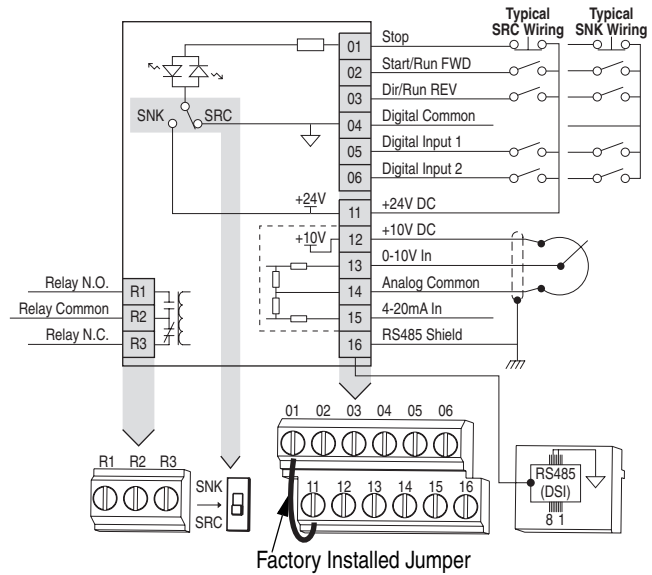 Typical SRC Wiring
Typical SNK Wiring
01 Stop
02 Start/Run FWD
03 Dir/Run REV
04 Digital Common
05 Digital Input 1
06 Digital Input 2
SNK
SRC
+24V
11 +24V DC
+10V
12 +10V DC
13 0-10V In
14 Analog Common
15 4-20mA In
16 RS485 Shield
Relay N.O. R1
Relay Common R2
Relay N.C. R3
01 02 03 04 05 06
R1 R2 R3
SNK
SRC
11 12 13 14 15 16
RS485
(DSI)
8 1
Factory Installed Jumper